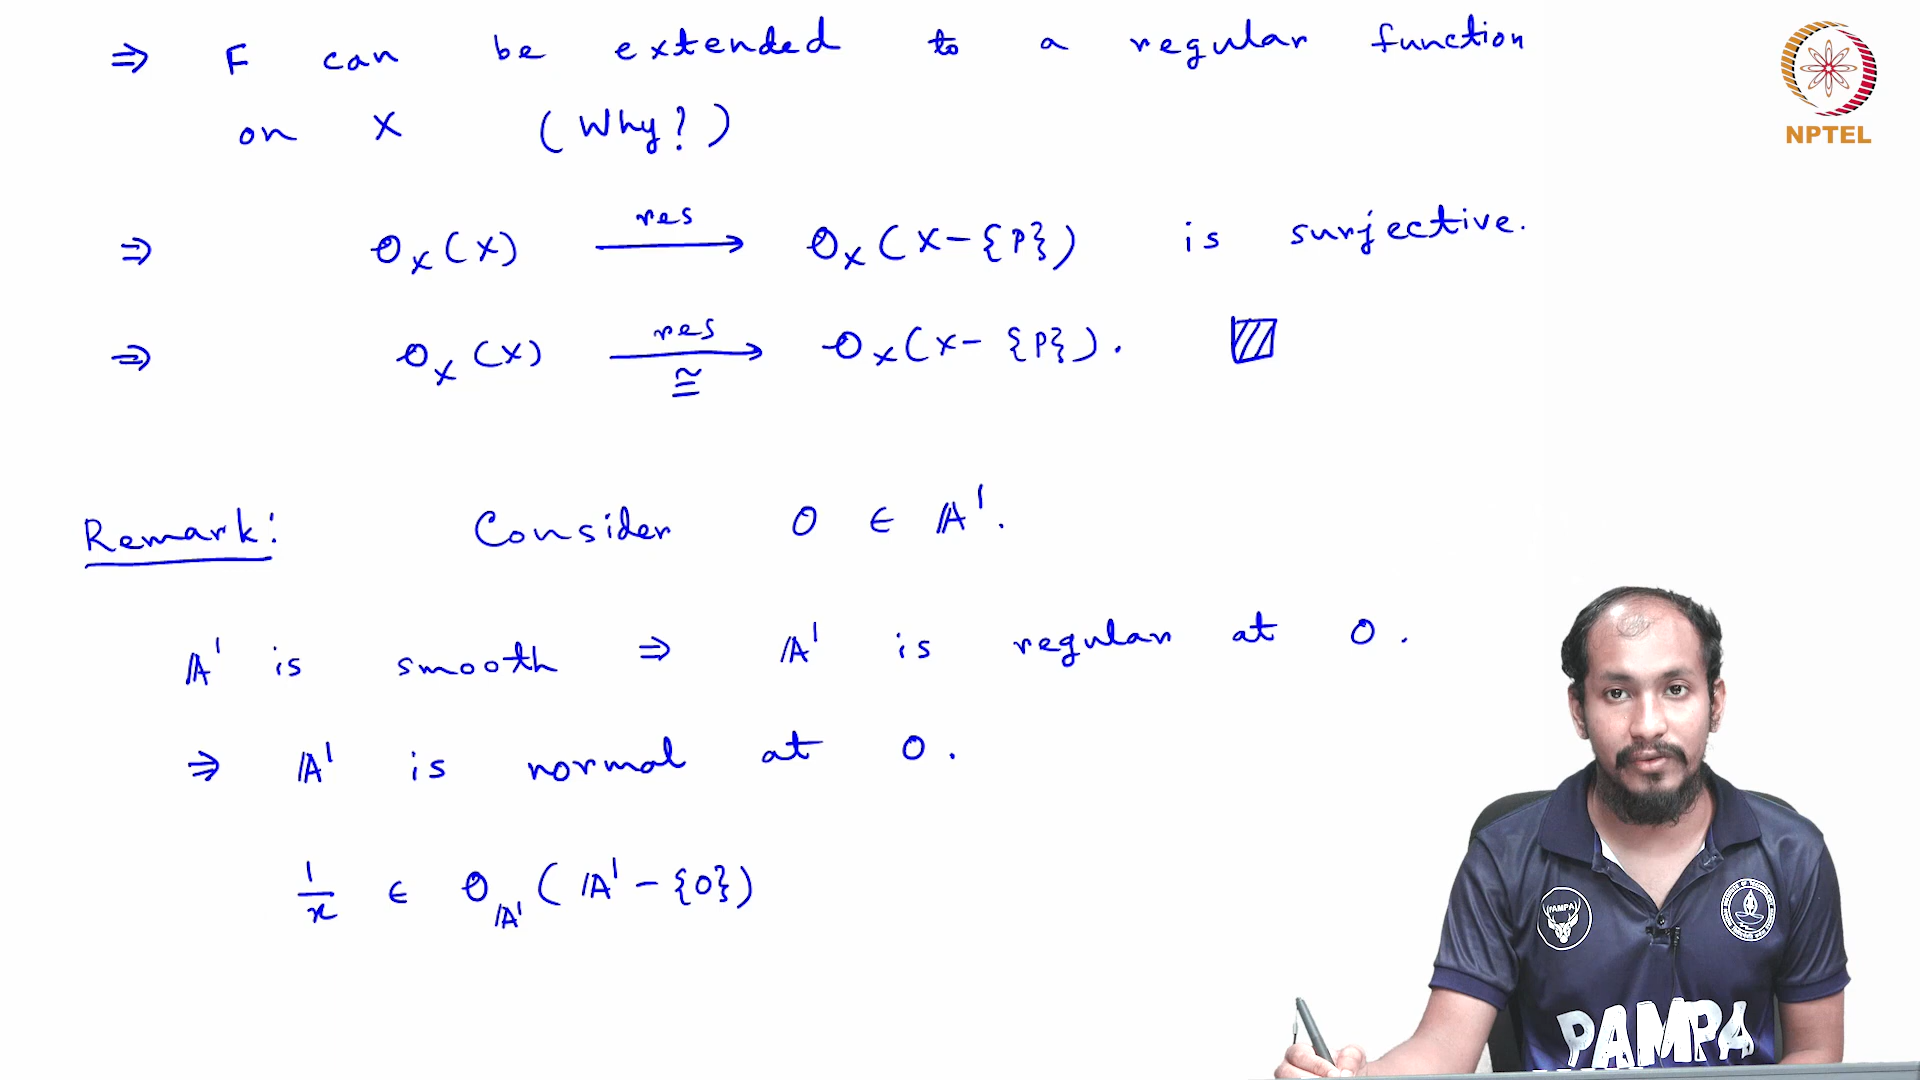 ⇒ F can be extended to a regular function
on X (Why?)
⇒ O_X(X) —res→ O_X(X-{P}) is surjective.
⇒ O_X(X) —res→ ≅ O_X(X-{P}).
Remark: Consider 0 ∈ 𝔸¹.
𝔸¹ is smooth ⇒ 𝔸¹ is regular at 0.
⇒ 𝔸¹ is normal at 0.
1/x ∈ O_𝔸¹(𝔸¹-{0})
NPTEL
PAMPA
PAMPA